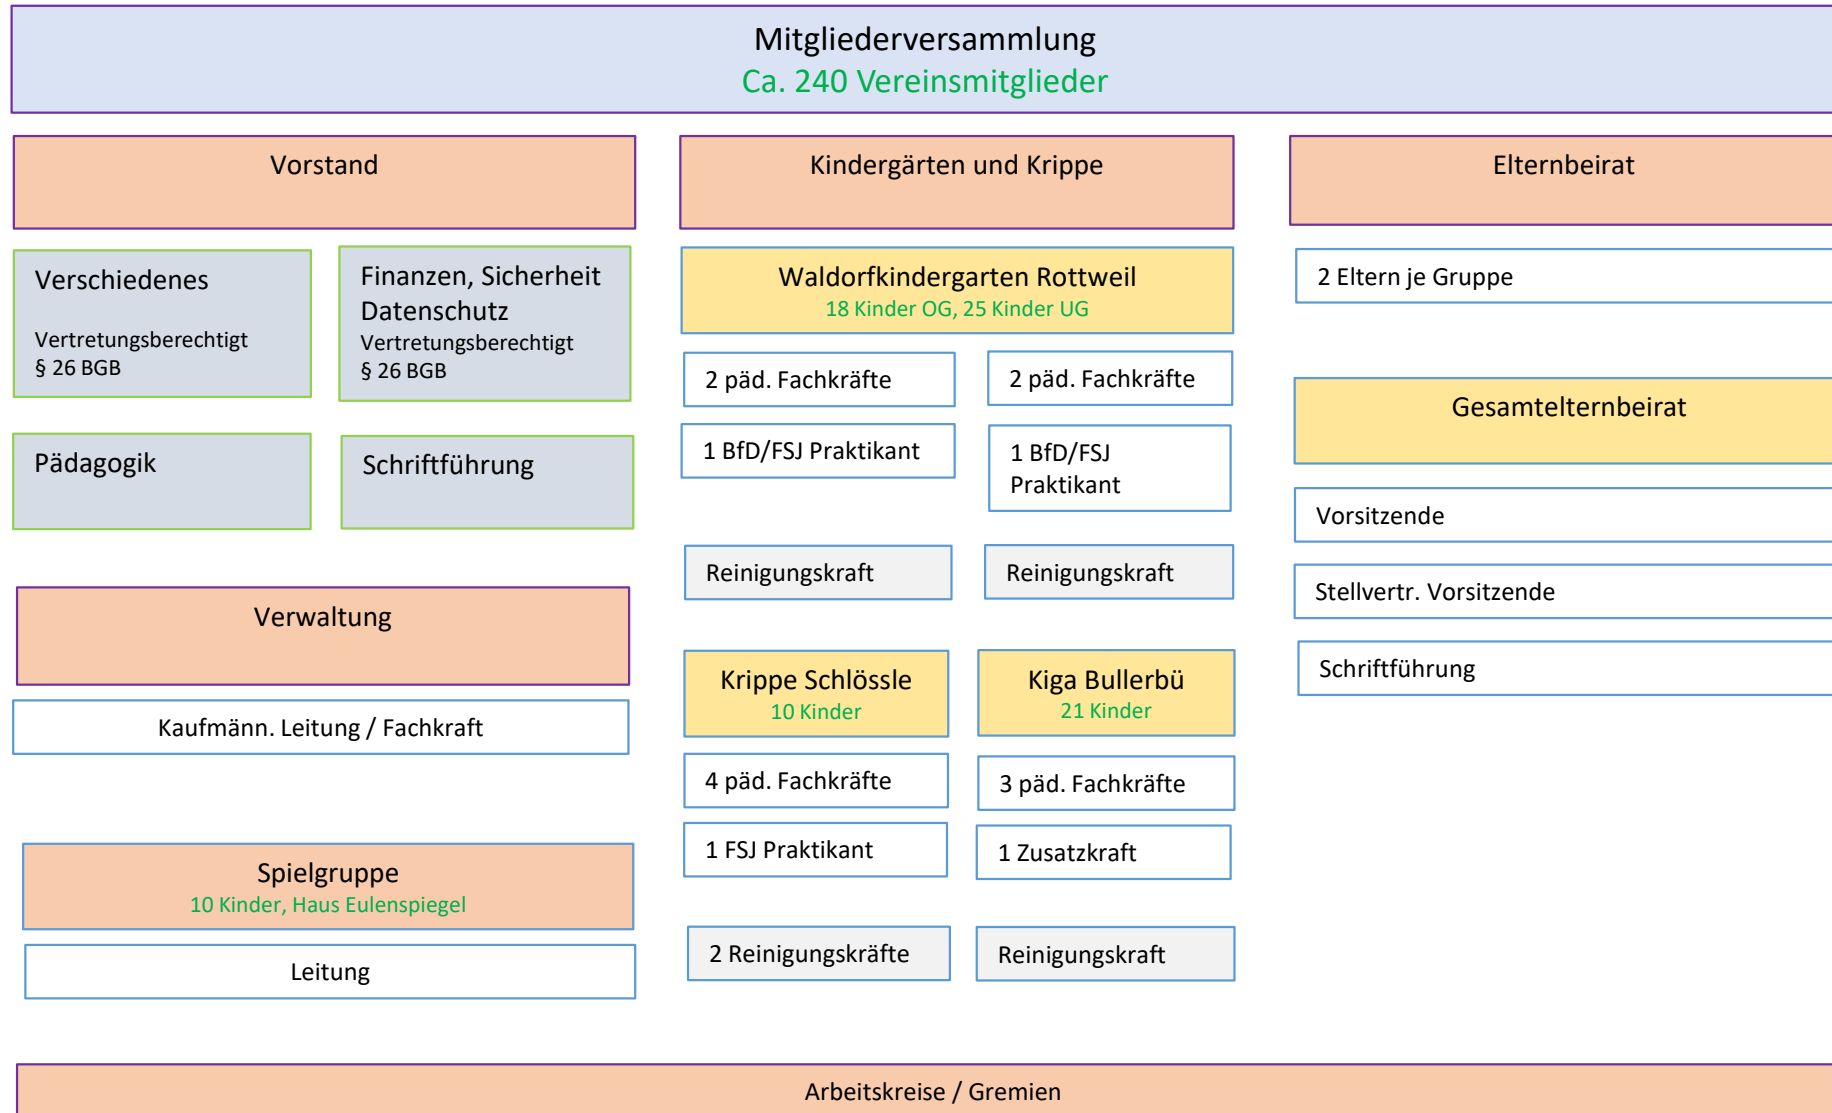 Mitgliederversammlung
Ca. 240 Vereinsmitglieder
Vorstand
Verschiedenes
Vertretungsberechtigt
§ 26 BGB
Finanzen, Sicherheit
Datenschutz
Vertretungsberechtigt
§ 26 BGB
Pädagogik
Schriftführung
Verwaltung
Kaufmänn. Leitung / Fachkraft
Spielgruppe
10 Kinder, Haus Eulenspiegel
Leitung
Kindergärten und Krippe
Waldorfkindergarten Rottweil
18 Kinder OG, 25 Kinder UG
2 päd. Fachkräfte
1 BfD/FSJ Praktikant
Reinigungskraft
2 päd. Fachkräfte
1 BfD/FSJ
Praktikant
Reinigungskraft
Krippe Schlössle
10 Kinder
4 päd. Fachkräfte
1 FSJ Praktikant
2 Reinigungskräfte
Kiga Bullerbü
21 Kinder
3 päd. Fachkräfte
1 Zusatzkraft
Reinigungskraft
Elternbeirat
2 Eltern je Gruppe
Gesamtelternbeirat
Vorsitzende
Stellvertr. Vorsitzende
Schriftführung
Arbeitskreise / Gremien